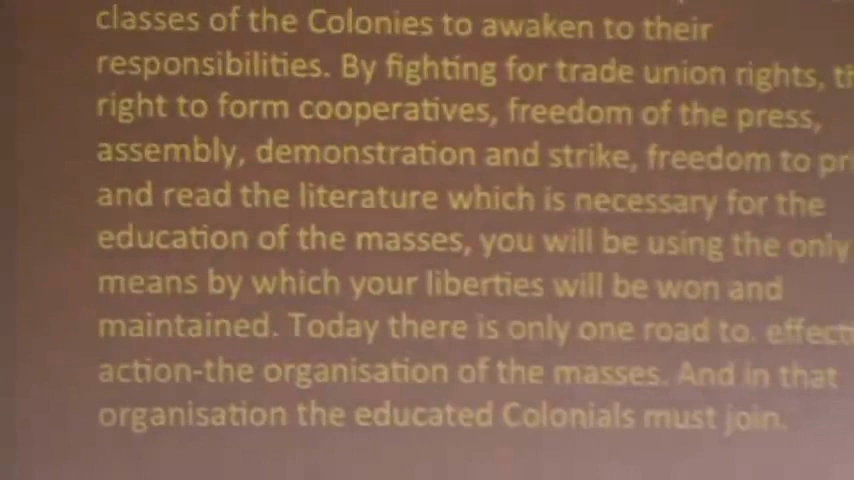 classes of the Colonies to awaken to their
responsibilities. By fighting for trade union rights,
right to form cooperatives, freedom of the press,
assembly, demonstration and strike, freedom to
and read the literature which is necessary for the
education of the masses, you will be using the only
means by which your liberties will be won and
maintained. Today there is only one road to.
action-the organisation of the masses. And in that
organisation the educated Colonials must join.